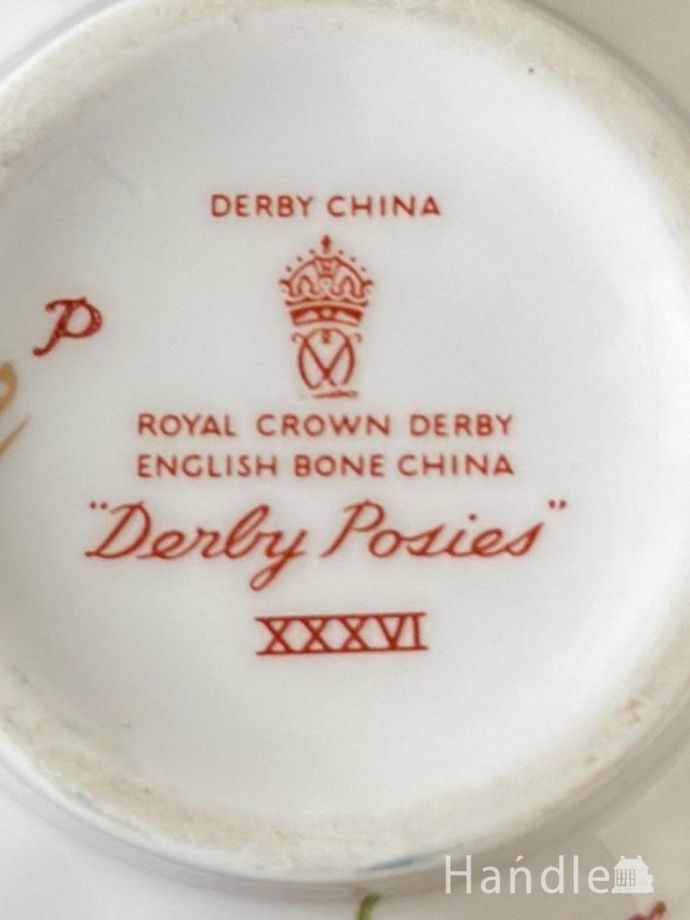 DERBY CHINA
P
ROYAL CROWN DERBY
ENGLISH BONE CHINA
"Derby Posies"
XXXVI
Handle